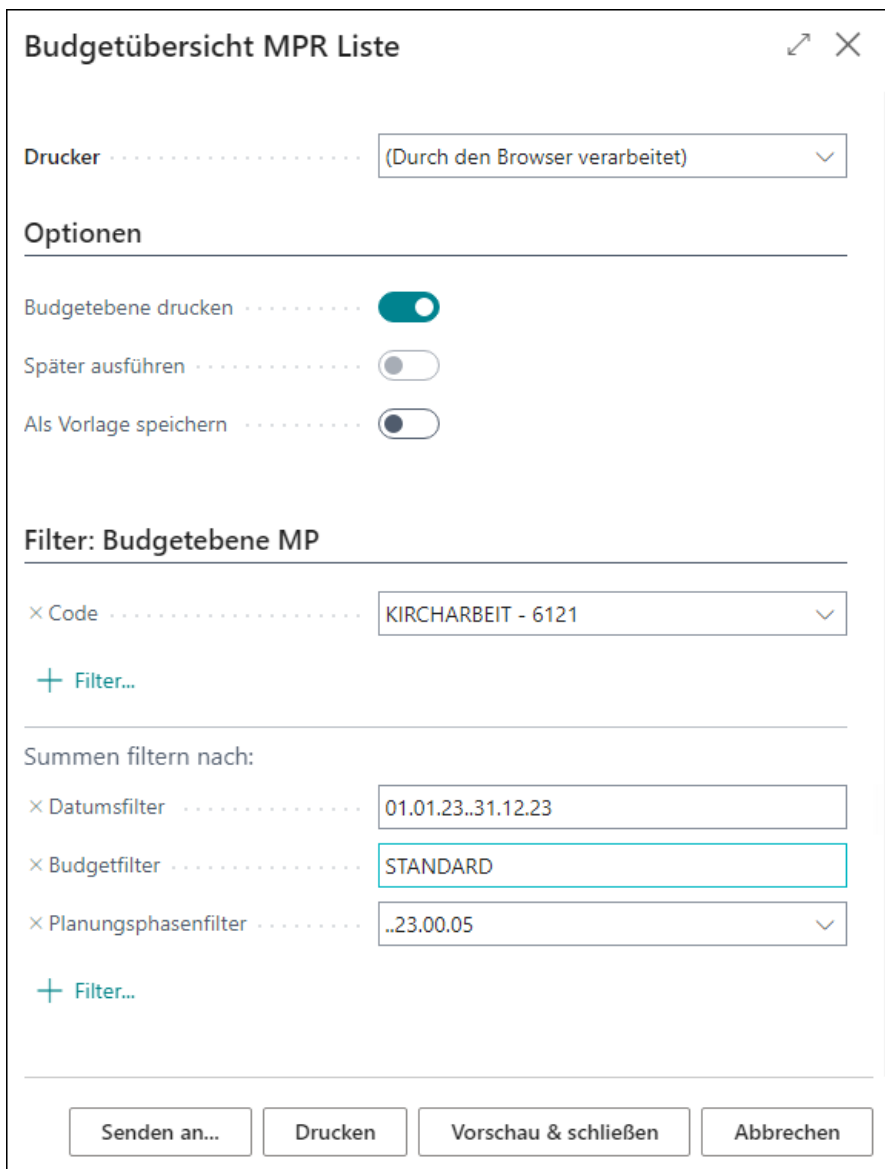 Budgetübersicht MPR Liste
Drucker (Durch den Browser verarbeitet)
Optionen
Budgetebene drucken
Später ausführen
Als Vorlage speichern
Filter: Budgetebene MP
× Code KIRCHARBEIT - 6121
+ Filter...
Summen filtern nach:
× Datumsfilter 01.01.23..31.12.23
× Budgetfilter STANDARD
× Planungsphasenfilter ..23.00.05
+ Filter...
Senden an... Drucken Vorschau & schließen Abbrechen